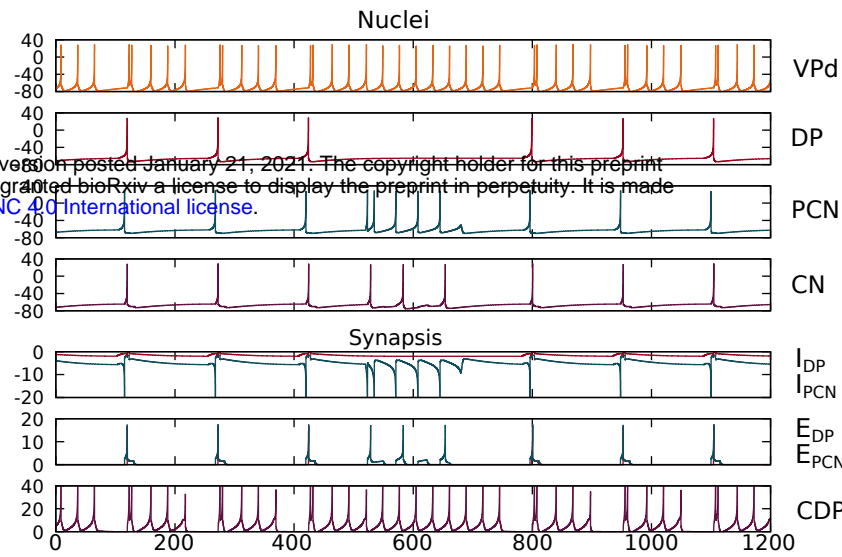 Nuclei
40
0
-40
-80
VPd
40
0
-40
-80
DP
version posted January 21, 2021. The copyright holder for this preprint
granted bioRxiv a license to display the preprint in perpetuity. It is made
NC 4.0 International license.
40
0
-40
-80
PCN
40
0
-40
-80
CN
Synapsis
0
-10
-20
I_DP
I_PCN
20
10
0
E_DP
E_PCN
40
20
0
CDP
0 200 400 600 800 1000 1200